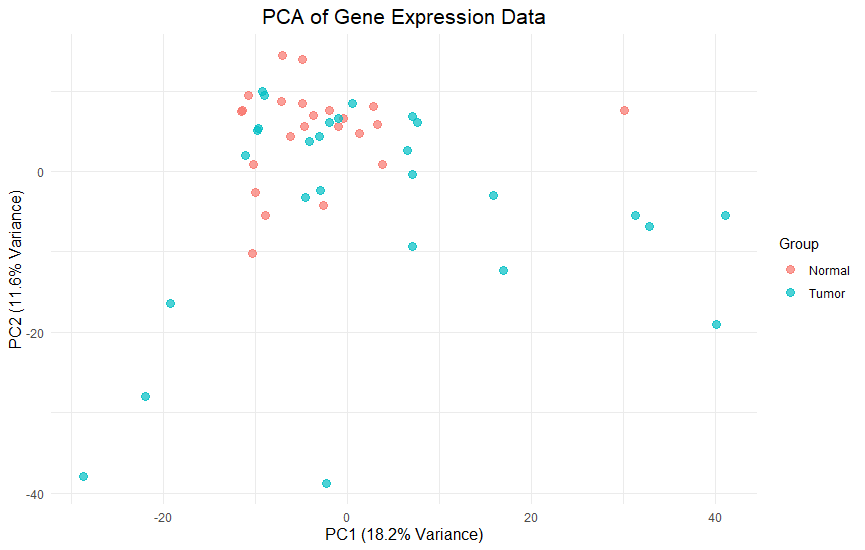 PCA of Gene Expression Data
PC2 (11.6% Variance)
0
-20
-40
-20
0
20
40
PC1 (18.2% Variance)
Group
Normal
Tumor